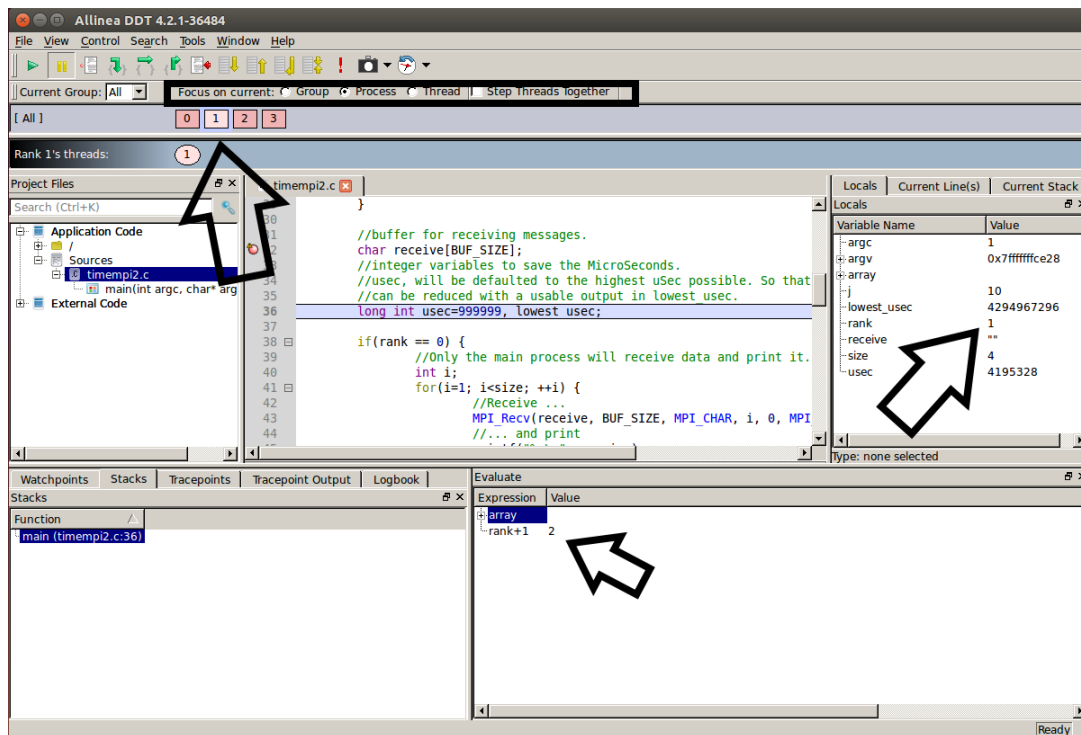 Allinea DDT 4.2.1-36484
File View Control Search Tools Window Help
Current Group: All Focus on current: Group Process Thread Step Threads Together
[ All ] 0 1 2 3
Rank 1's threads: 1
Project Files
timempi2.c
Locals Current Line(s) Current Stack
Search (Ctrl+K)
Locals
Variable Name Value
Application Code
/
Sources
timempi2.c
main(int argc, char* arg
External Code
}
30
31 //buffer for receiving messages.
char receive[BUF_SIZE];
//integer variables to save the MicroSeconds.
34 //usec, will be defaulted to the highest uSec possible. So that
35 //can be reduced with a usable output in lowest_usec.
36 long int usec=999999, lowest_usec;
37
38 if(rank == 0) {
39 //Only the main process will receive data and print it.
40 int i;
41 for(i=1; i<size; ++i) {
42 //Receive ...
43 MPI_Recv(receive, BUF_SIZE, MPI_CHAR, i, 0, MPI
44 //... and print
argc 1
argv 0x7fffffffce28
array
j 10
lowest_usec 4294967296
rank 1
receive ""
size 4
usec 4195328
Type: none selected
Watchpoints Stacks Tracepoints Tracepoint Output Logbook
Stacks
Function
main (timempi2.c:36)
Evaluate
Expression Value
array
rank+1 2
Ready